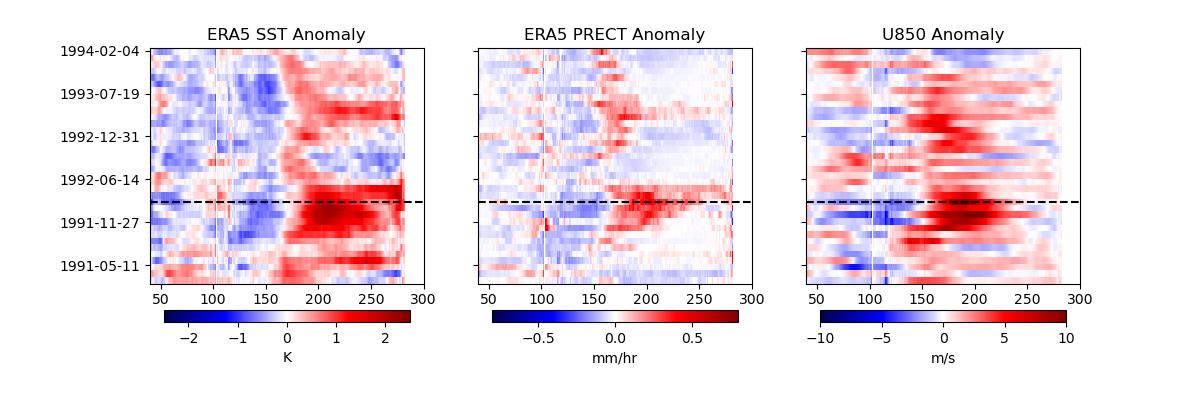 ERA5 SST Anomaly
ERA5 PRECT Anomaly
U850 Anomaly
1994-02-04
1993-07-19
1992-12-31
1992-06-14
1991-11-27
1991-05-11
50 100 150 200 250 300
50 100 150 200 250 300
50 100 150 200 250 300
−2 −1 0 1 2
−0.5 0.0 0.5
−10 −5 0 5 10
K
mm/hr
m/s